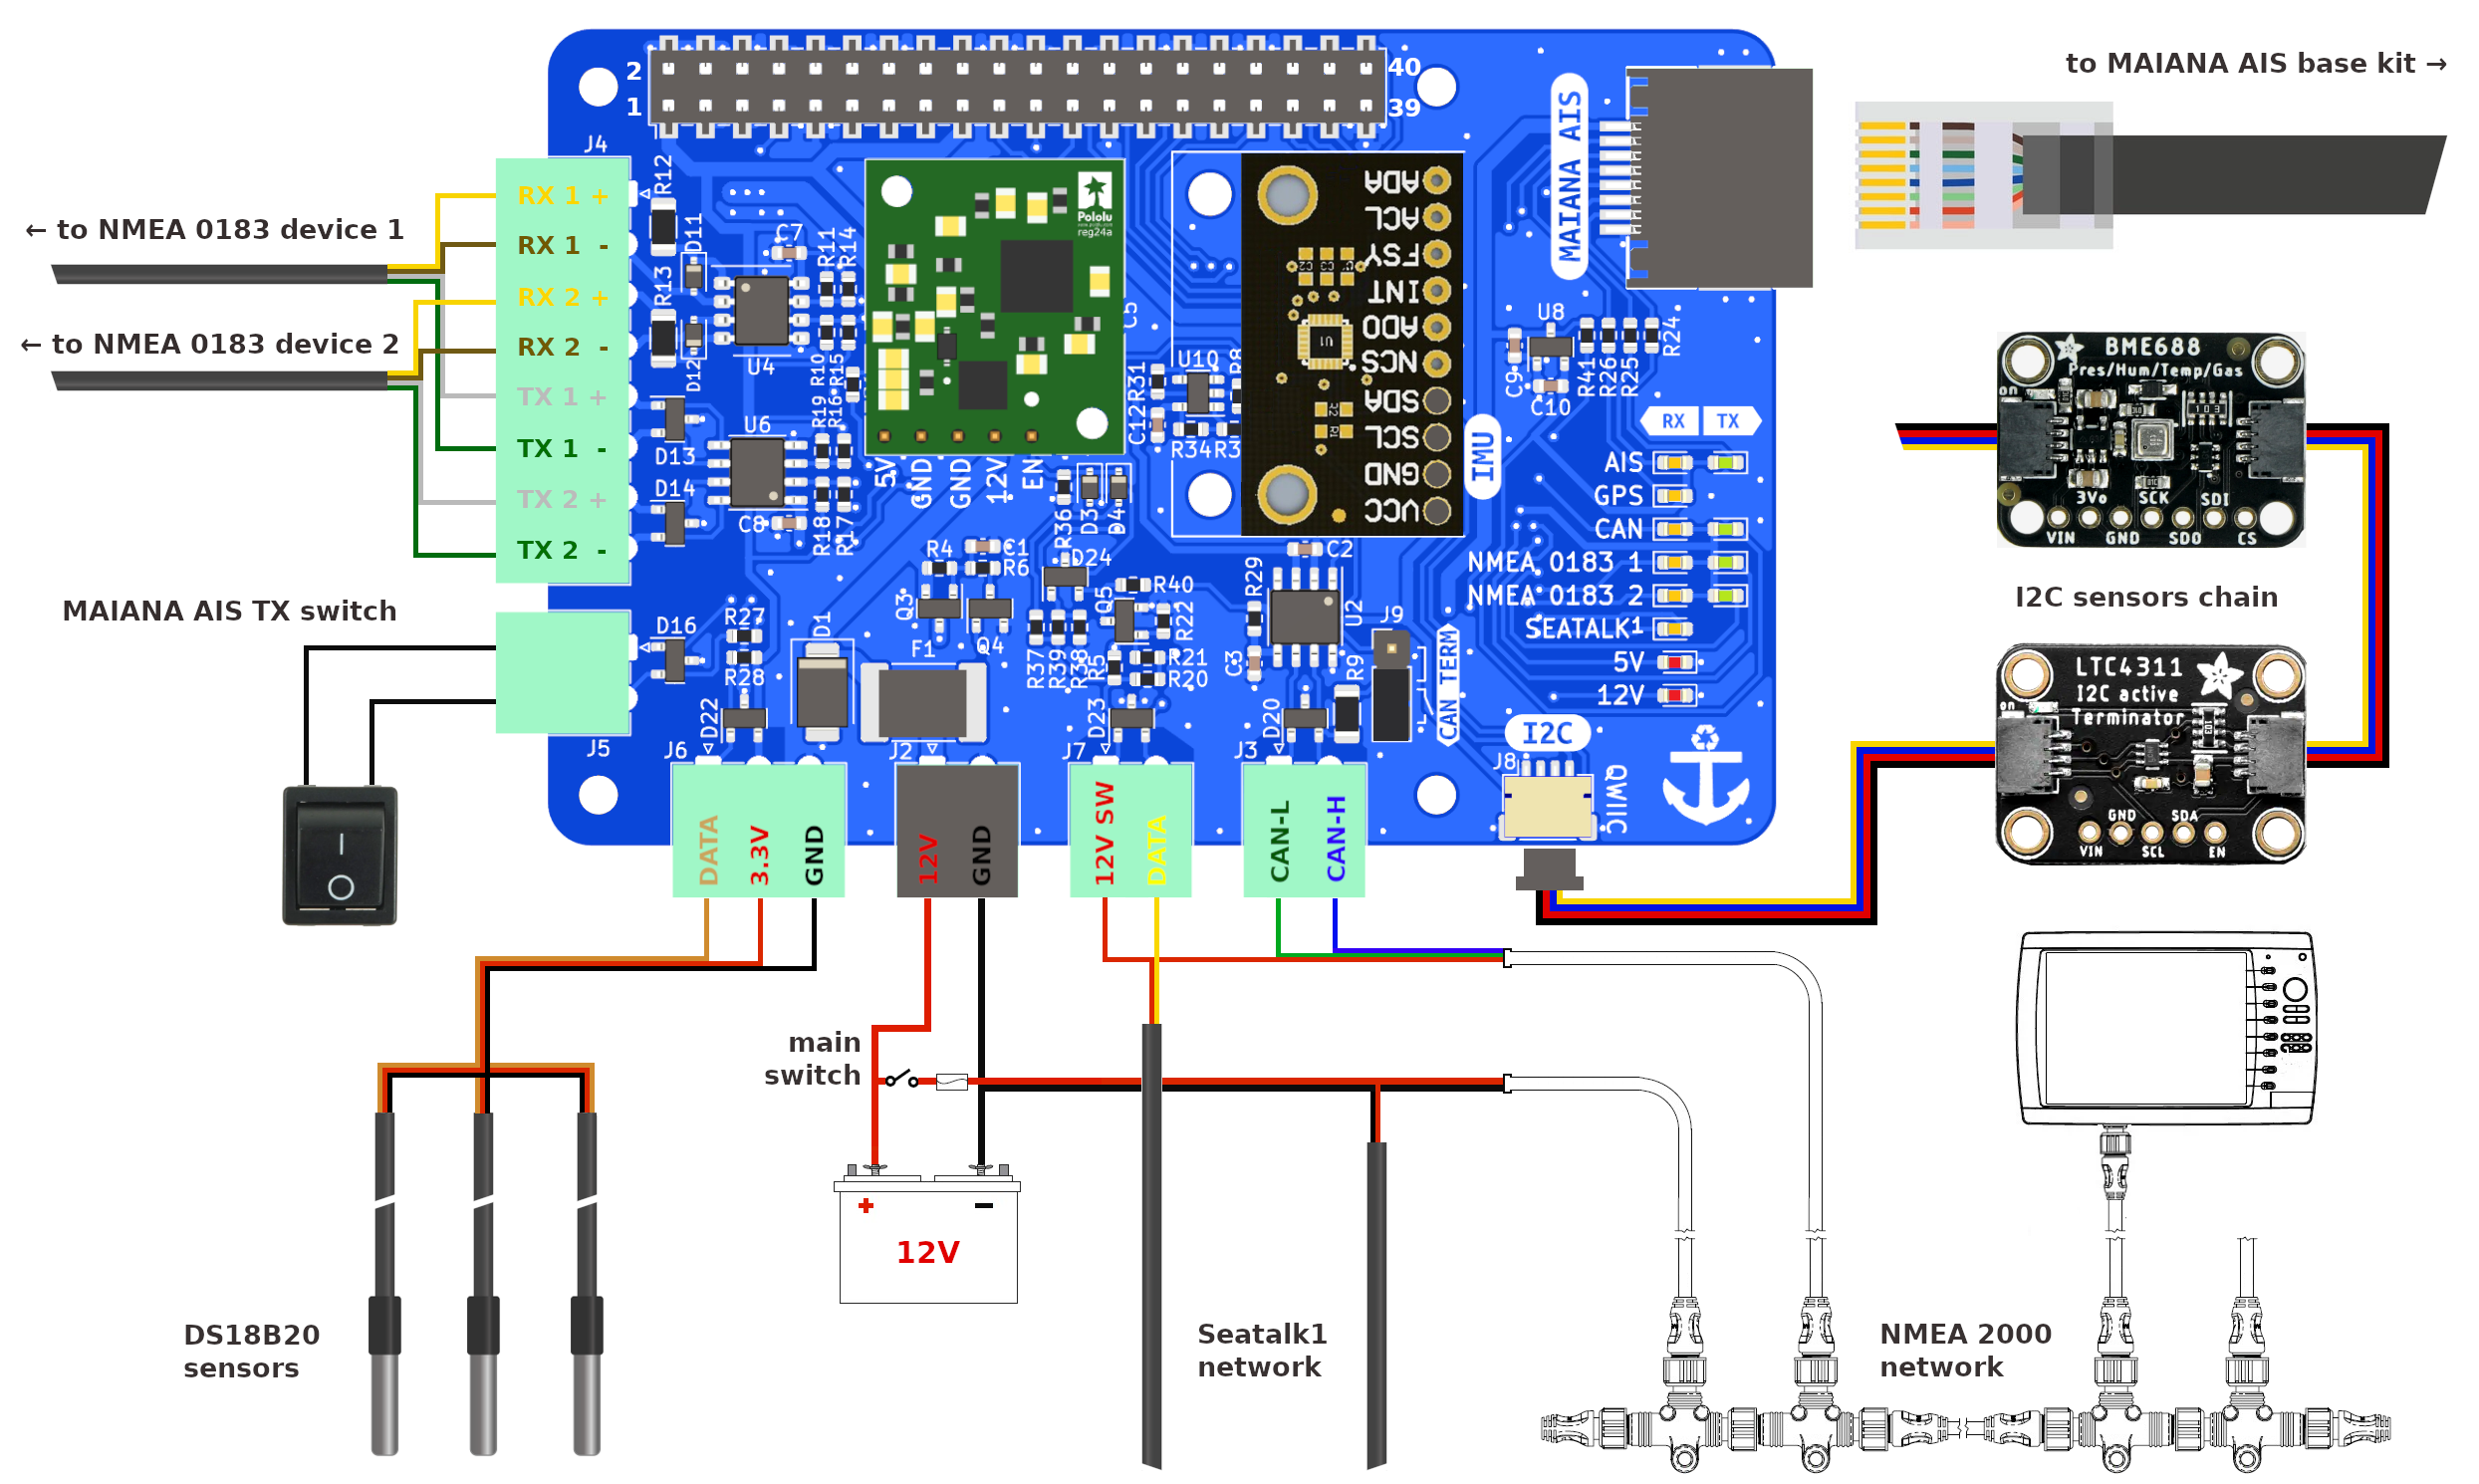 to MAIANA AIS base kit →
2
40
1
39
J4
RX 1 +
RX 1 -
RX 2 +
RX 2 -
TX 1 +
TX 1 -
TX 2 +
TX 2 -
← to NMEA 0183 device 1
← to NMEA 0183 device 2
MAIANA AIS TX switch
R12
D11
R13
D12
C7
R11
R14
U4
R10
R15
R19
R16
U6
D13
D14
C8
R18
R17
Pololu
reg24a
C5
5V
GND
GND
12V
EN
U10
R8
R31
C12
R34
ADA
ACL
FSY
INT
ADO
NCS
SDA
SCL
GND
VCC
C2
C3
U1
R2
R1
IMU
MAIANA AIS
U8
C9
C10
R41
R26
R25
R24
RX
TX
AIS
GPS
CAN
NMEA 0183 1
NMEA 0183 2
SEATALK1
5V
12V
R36
D3
D4
R4
C1
R6
D24
Q3
Q4
R40
Q5
R22
R37
R39
R38
R5
R21
R20
R29
C2
U2
C3
J9
R9
CAN TERM
D16
R27
R28
D1
F1
D22
D23
D20
J5
J6
J2
J7
J3
J8
I2C
QWIIC
DATA
3.3V
GND
12V
GND
12V SW
DATA
CAN-L
CAN-H
BME688
Pres/Hum/Temp/Gas
on
103
3Vo
SCK
SDI
VIN
GND
SDO
CS
I2C sensors chain
LTC4311
I2C active
Terminator
on
103
GND
SDA
VIN
SCL
EN
main
switch
12V
DS18B20
sensors
Seatalk1
network
NMEA 2000
network